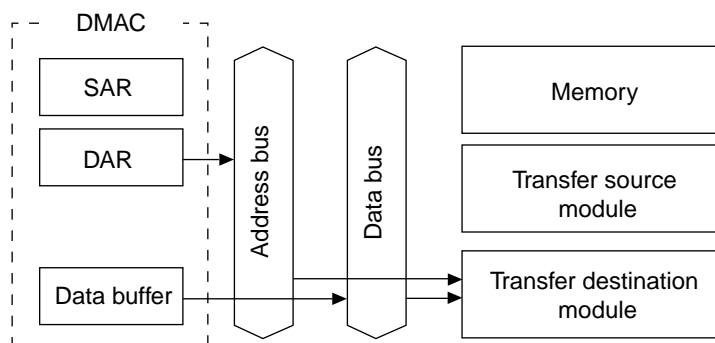 DMAC
SAR
DAR
Data buffer
Address bus
Data bus
Memory
Transfer source
module
Transfer destination
module